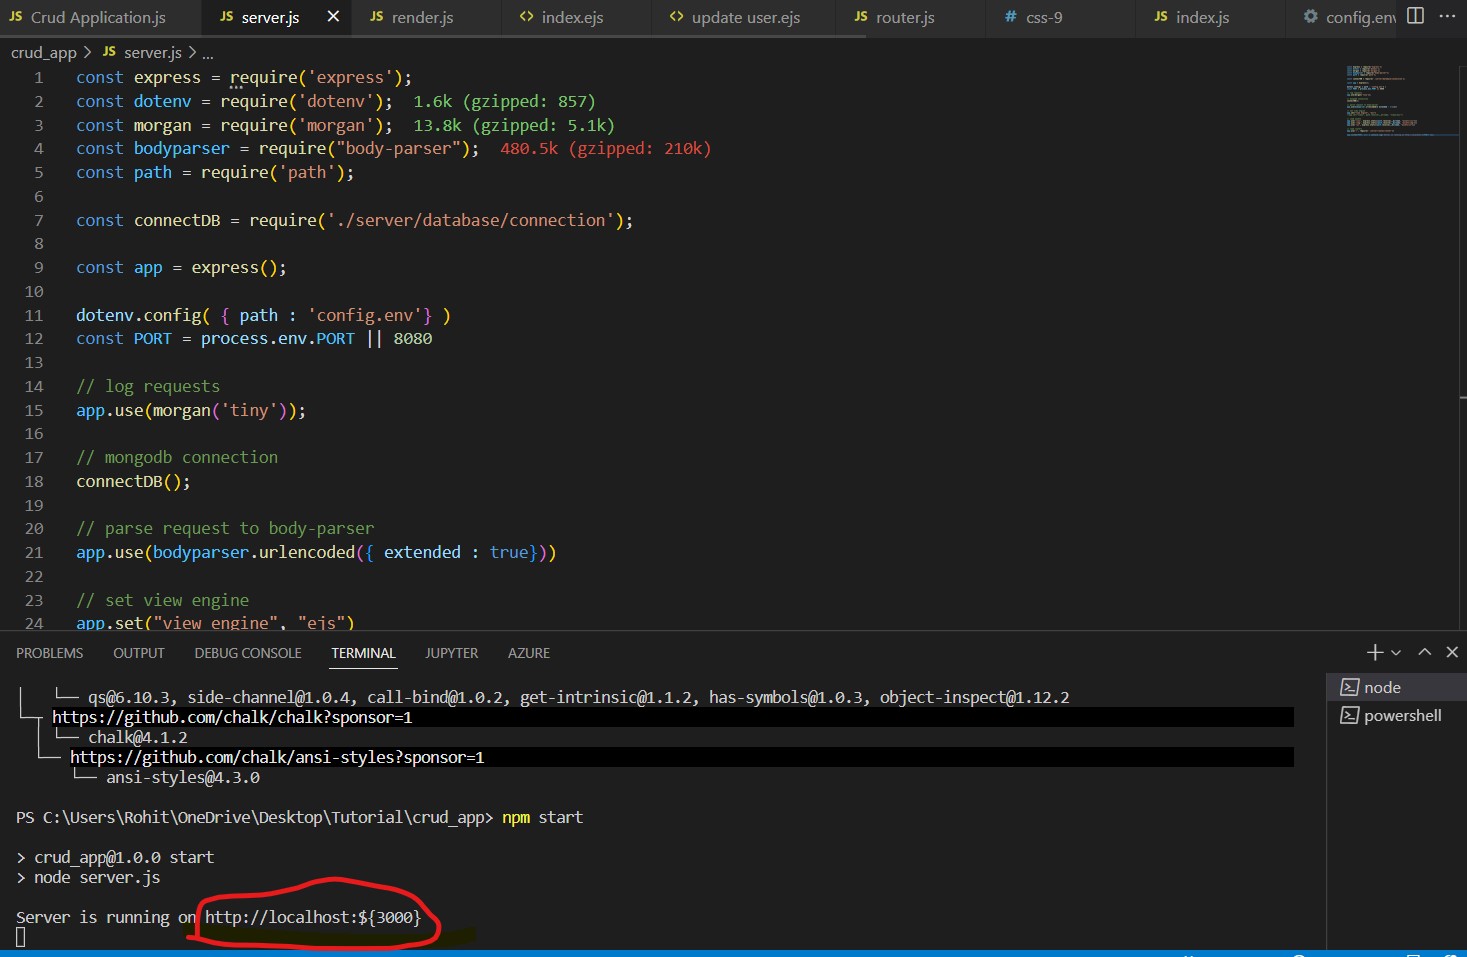 JS Crud Application.js JS server.js JS render.js <> index.ejs <> update user.ejs JS router.js # css-9 JS index.js config.env
crud_app > JS server.js > ...
1 const express = require('express');
2 const dotenv = require('dotenv'); 1.6k (gzipped: 857)
3 const morgan = require('morgan'); 13.8k (gzipped: 5.1k)
4 const bodyparser = require("body-parser"); 480.5k (gzipped: 210k)
5 const path = require('path');
6
7 const connectDB = require('./server/database/connection');
8
9 const app = express();
10
11 dotenv.config( { path : 'config.env'} )
12 const PORT = process.env.PORT || 8080
13
14 // log requests
15 app.use(morgan('tiny'));
16
17 // mongodb connection
18 connectDB();
19
20 // parse request to body-parser
21 app.use(bodyparser.urlencoded({ extended : true}))
22
23 // set view engine
24 app.set("view engine", "ejs")
PROBLEMS OUTPUT DEBUG CONSOLE TERMINAL JUPYTER AZURE
│ └── qs@6.10.3, side-channel@1.0.4, call-bind@1.0.2, get-intrinsic@1.1.2, has-symbols@1.0.3, object-inspect@1.12.2
└─┬ https://github.com/chalk/chalk?sponsor=1
│ └── chalk@4.1.2
└── https://github.com/chalk/ansi-styles?sponsor=1
└── ansi-styles@4.3.0
PS C:\Users\Rohit\OneDrive\Desktop\Tutorial\crud_app> npm start
> crud_app@1.0.0 start
> node server.js
Server is running on http://localhost:${3000}
node
powershell